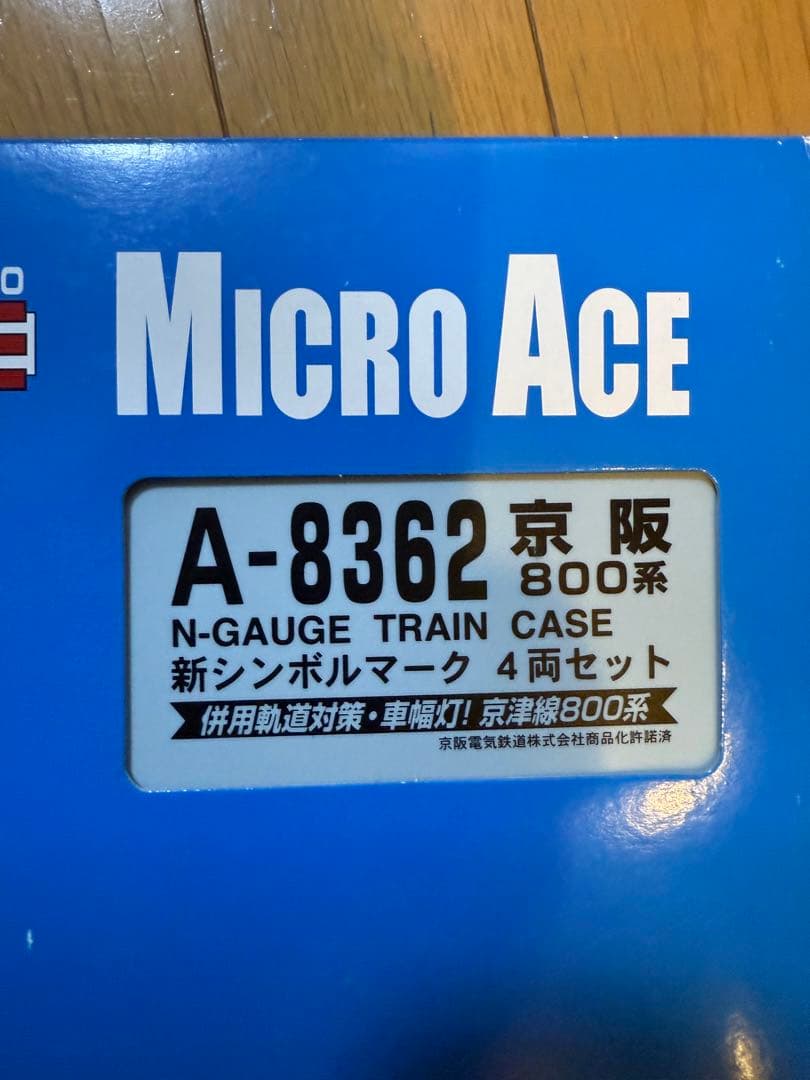 MICRO ACE
A-8362 京阪
800系
N-GAUGE TRAIN CASE
新シンボルマーク 4両セット
併用軌道対策・車幅灯! 京津線800系
京阪電気鉄道株式会社商品化許諾済